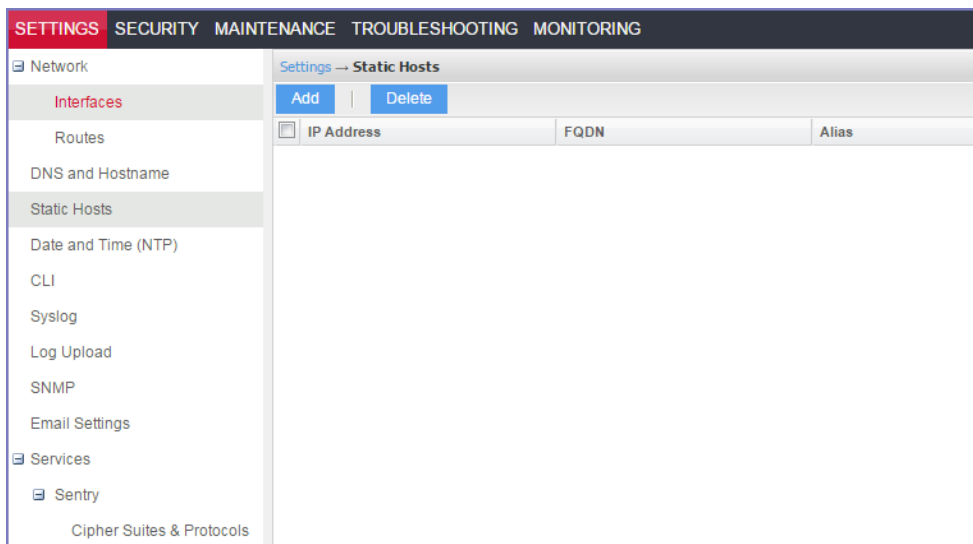 SETTINGS SECURITY MAINTENANCE TROUBLESHOOTING MONITORING
Network
Interfaces
Routes
DNS and Hostname
Static Hosts
Date and Time (NTP)
CLI
Syslog
Log Upload
SNMP
Email Settings
Services
Sentry
Cipher Suites & Protocols
Settings → Static Hosts
Add | Delete
IP Address FQDN Alias